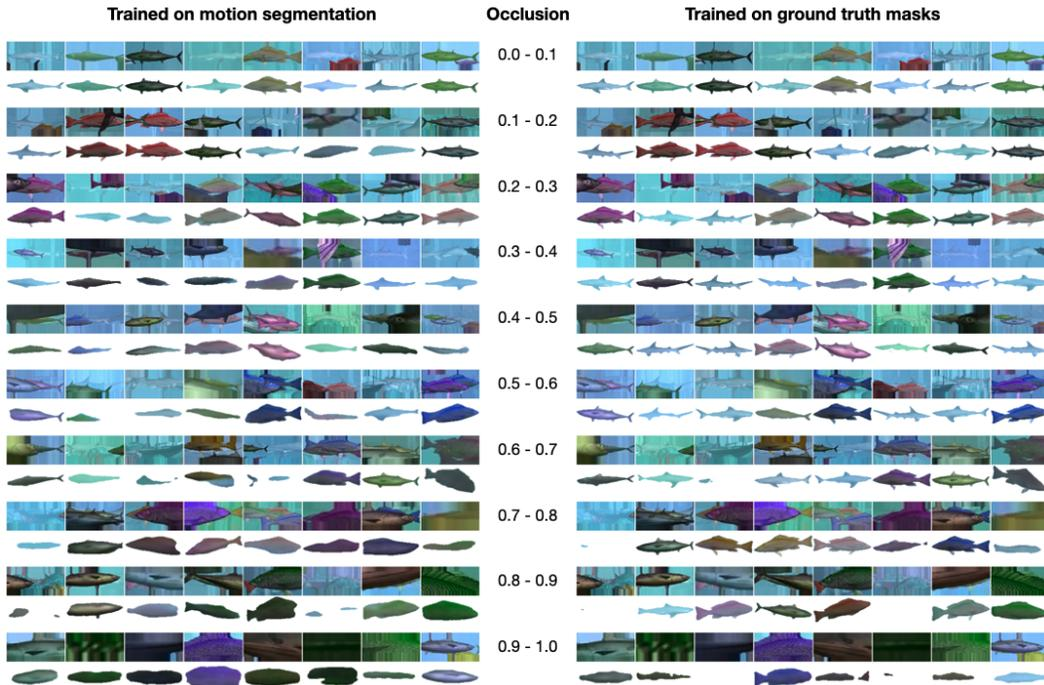 Trained on motion segmentation Occlusion Trained on ground truth masks
0.0 - 0.1
0.1 - 0.2
0.2 - 0.3
0.3 - 0.4
0.4 - 0.5
0.5 - 0.6
0.6 - 0.7
0.7 - 0.8
0.8 - 0.9
0.9 - 1.0